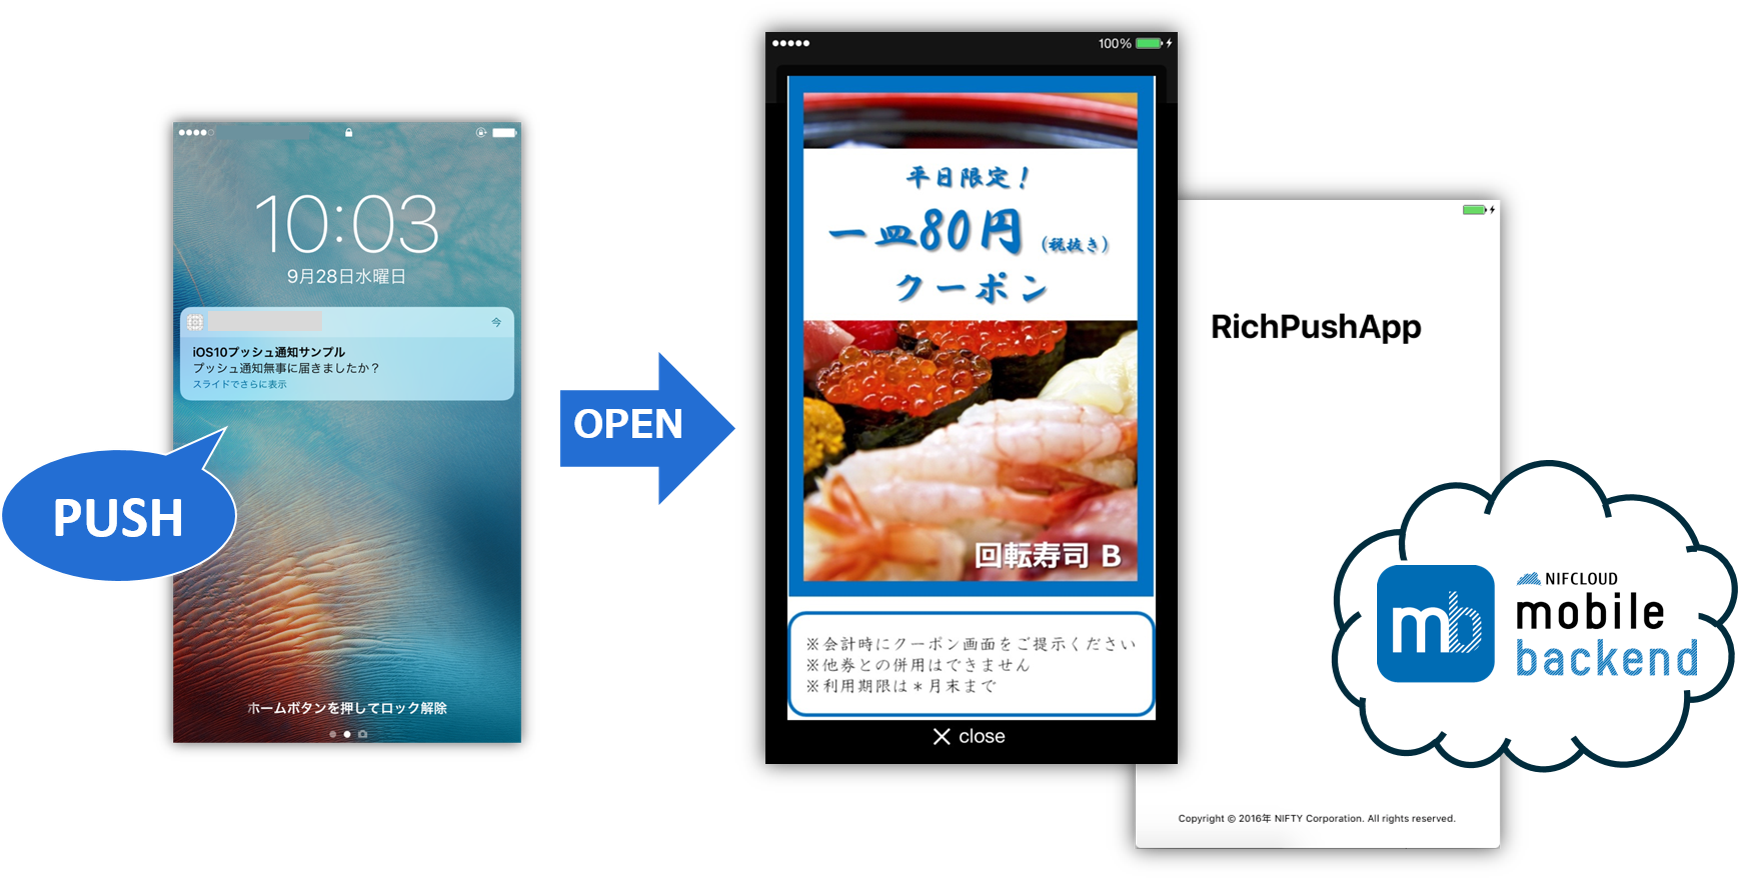 10:03
9月28日水曜日
今
iOS10プッシュ通知サンプル
プッシュ通知無事に届きましたか？
スライドでさらに表示
PUSH
ホームボタンを押してロック解除
OPEN
100%
平日限定！
一皿80円（税抜き）
クーポン
回転寿司 B
※会計時にクーポン画面をご提示ください
※他券との併用はできません
※利用期限は＊月末まで
× close
RichPushApp
mb
NIFCLOUD
mobile
backend
Copyright © 2016年 NIFTY Corporation. All rights reserved.